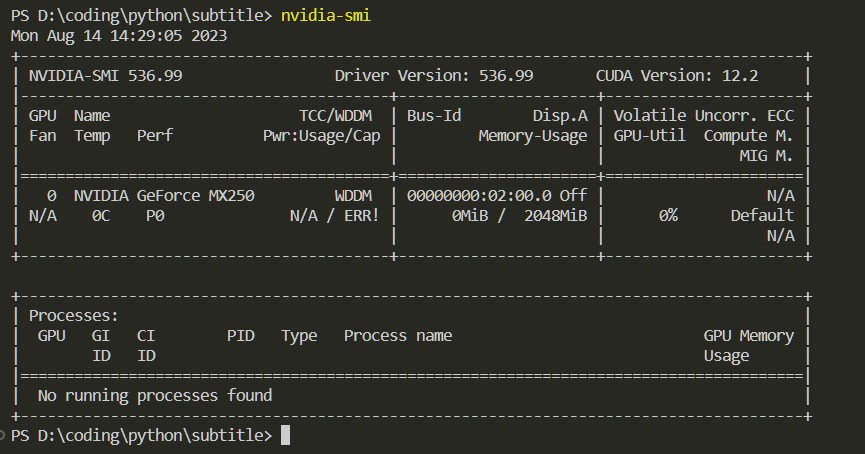 PS D:\coding\python\subtitle> nvidia-smi
Mon Aug 14 14:29:05 2023
+---------------------------------------------------------------------------------------+
| NVIDIA-SMI 536.99                 Driver Version: 536.99       CUDA Version: 12.2     |
|-----------------------------------------+----------------------+----------------------+
| GPU  Name                     TCC/WDDM  | Bus-Id        Disp.A | Volatile Uncorr. ECC |
| Fan  Temp   Perf          Pwr:Usage/Cap |         Memory-Usage | GPU-Util  Compute M. |
|                                         |                      |               MIG M. |
|=========================================+======================+======================|
|   0  NVIDIA GeForce MX250         WDDM  | 00000000:02:00.0 Off |                  N/A |
| N/A    0C    P0              N/A / ERR! |      0MiB /  2048MiB |      0%      Default |
|                                         |                      |                  N/A |
+-----------------------------------------+----------------------+----------------------+

+---------------------------------------------------------------------------------------+
| Processes:                                                                            |
|  GPU   GI   CI        PID   Type   Process name                            GPU Memory |
|        ID   ID                                                             Usage      |
|=======================================================================================|
|  No running processes found                                                           |
+---------------------------------------------------------------------------------------+
PS D:\coding\python\subtitle>